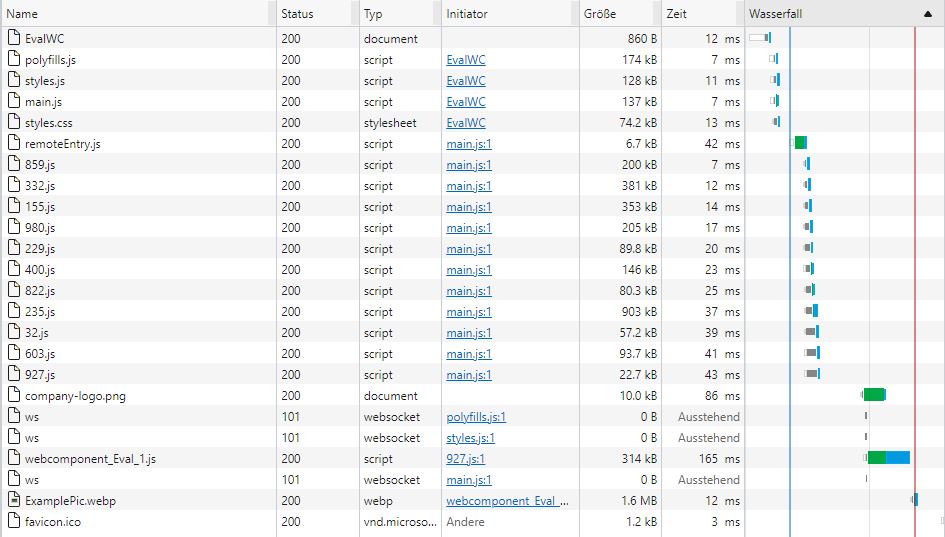 Name Status Typ Initiator Größe Zeit Wasserfall
EvalWC 200 document 860 B 12 ms
polyfills.js 200 script EvalWC 174 kB 7 ms
styles.js 200 script EvalWC 128 kB 11 ms
main.js 200 script EvalWC 137 kB 7 ms
styles.css 200 stylesheet EvalWC 74.2 kB 13 ms
remoteEntry.js 200 script main.js:1 6.7 kB 42 ms
859.js 200 script main.js:1 200 kB 7 ms
332.js 200 script main.js:1 381 kB 12 ms
155.js 200 script main.js:1 353 kB 14 ms
980.js 200 script main.js:1 205 kB 17 ms
229.js 200 script main.js:1 89.8 kB 20 ms
400.js 200 script main.js:1 146 kB 23 ms
822.js 200 script main.js:1 80.3 kB 25 ms
235.js 200 script main.js:1 903 kB 37 ms
32.js 200 script main.js:1 57.2 kB 39 ms
603.js 200 script main.js:1 93.7 kB 41 ms
927.js 200 script main.js:1 22.7 kB 43 ms
company-logo.png 200 document 10.0 kB 86 ms
ws 101 websocket polyfills.js:1 0 B Ausstehend
ws 101 websocket styles.js:1 0 B Ausstehend
webcomponent_Eval_1.js 200 script 927.js:1 314 kB 165 ms
ws 101 websocket main.js:1 0 B Ausstehend
ExamplePic.webp 200 webp webcomponent_Eval_... 1.6 MB 12 ms
favicon.ico 200 vnd.microso... Andere 1.2 kB 3 ms